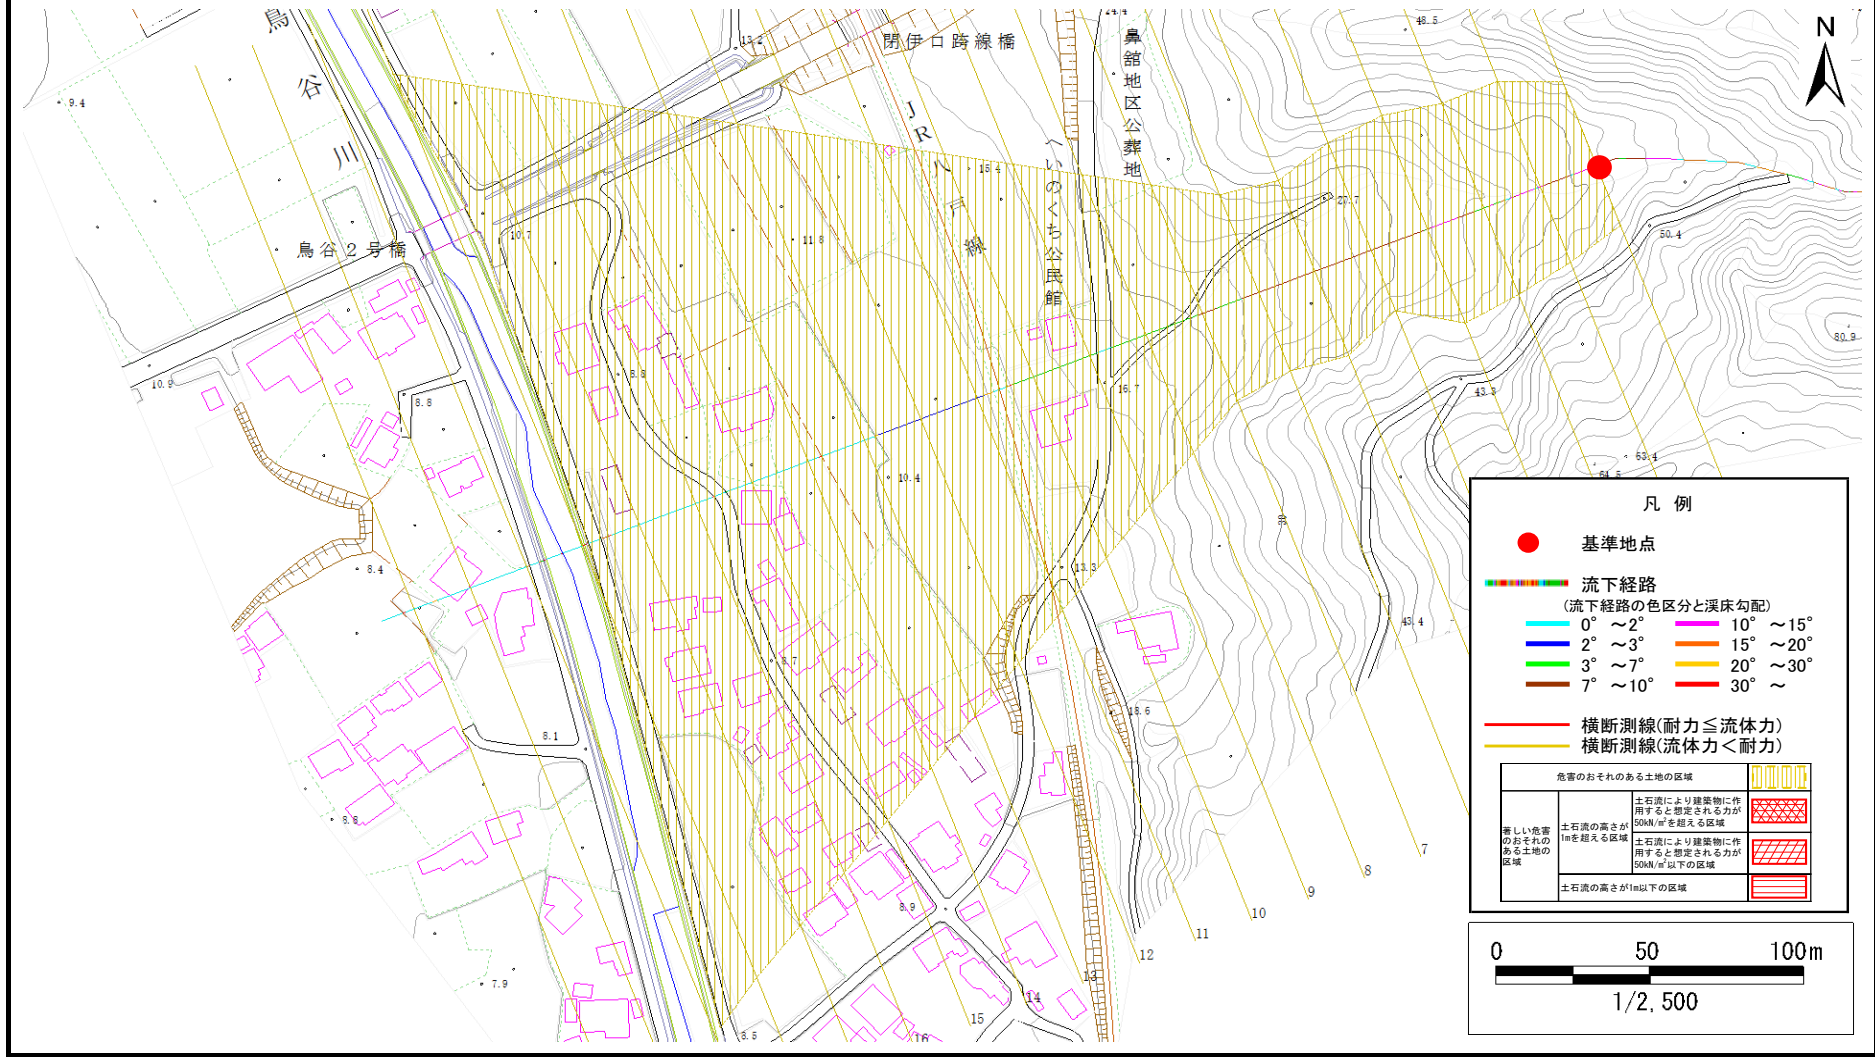 鳥谷川
閉伊口跨線橋
鼻舘地区公葬地
JR八戸線
へいのくち公民館
鳥谷2号橋
N
13.2
24.4
48.5
9.4
15.4
27.7
50.4
10.7
11.8
80.9
8.8
16.7
43.3
10.9
8.8
63.4
64.5
10.4
30
8.4
13.3
43.4
8.7
18.6
8.1
8.8
8.9
7.9
8.5
7
8
9
10
11
12
13
14
15
16
凡 例
基準地点
流下経路
(流下経路の色区分と渓床勾配)
0° ～2°
10° ～15°
2° ～3°
15° ～20°
3° ～7°
20° ～30°
7° ～10°
30° ～
横断測線(耐力≦流体力)
横断測線(流体力＜耐力)
危害のおそれのある土地の区域
著しい危害
のおそれの
ある土地の
区域
土石流の高さが
1mを超える区域
土石流により建築物に作
用すると想定される力が
50kN/㎡を超える区域
土石流により建築物に作
用すると想定される力が
50kN/㎡以下の区域
土石流の高さが1m以下の区域
0 50 100m
1/2,500